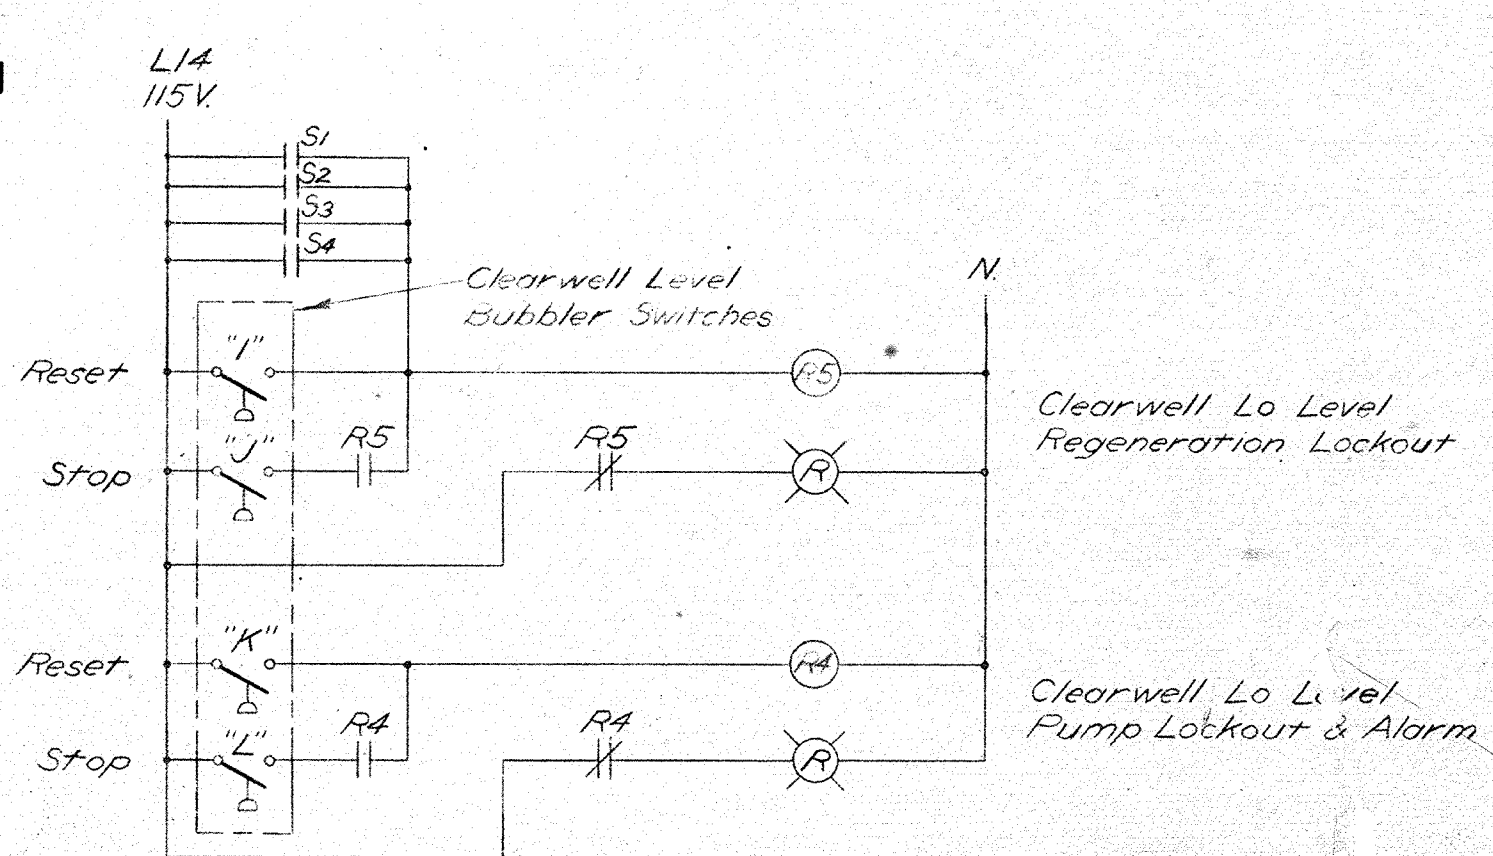 L14
115V.
S1
S2
S3
S4
Clearwell Level
Bubbler Switches
N.
"I"
Reset
R5
Clearwell Lo Level
Regeneration Lockout
"J"
R5
R5
Stop
R
"K"
Reset
R4
Clearwell Lo Level
Pump Lockout & Alarm
"L"
R4
R4
Stop
R